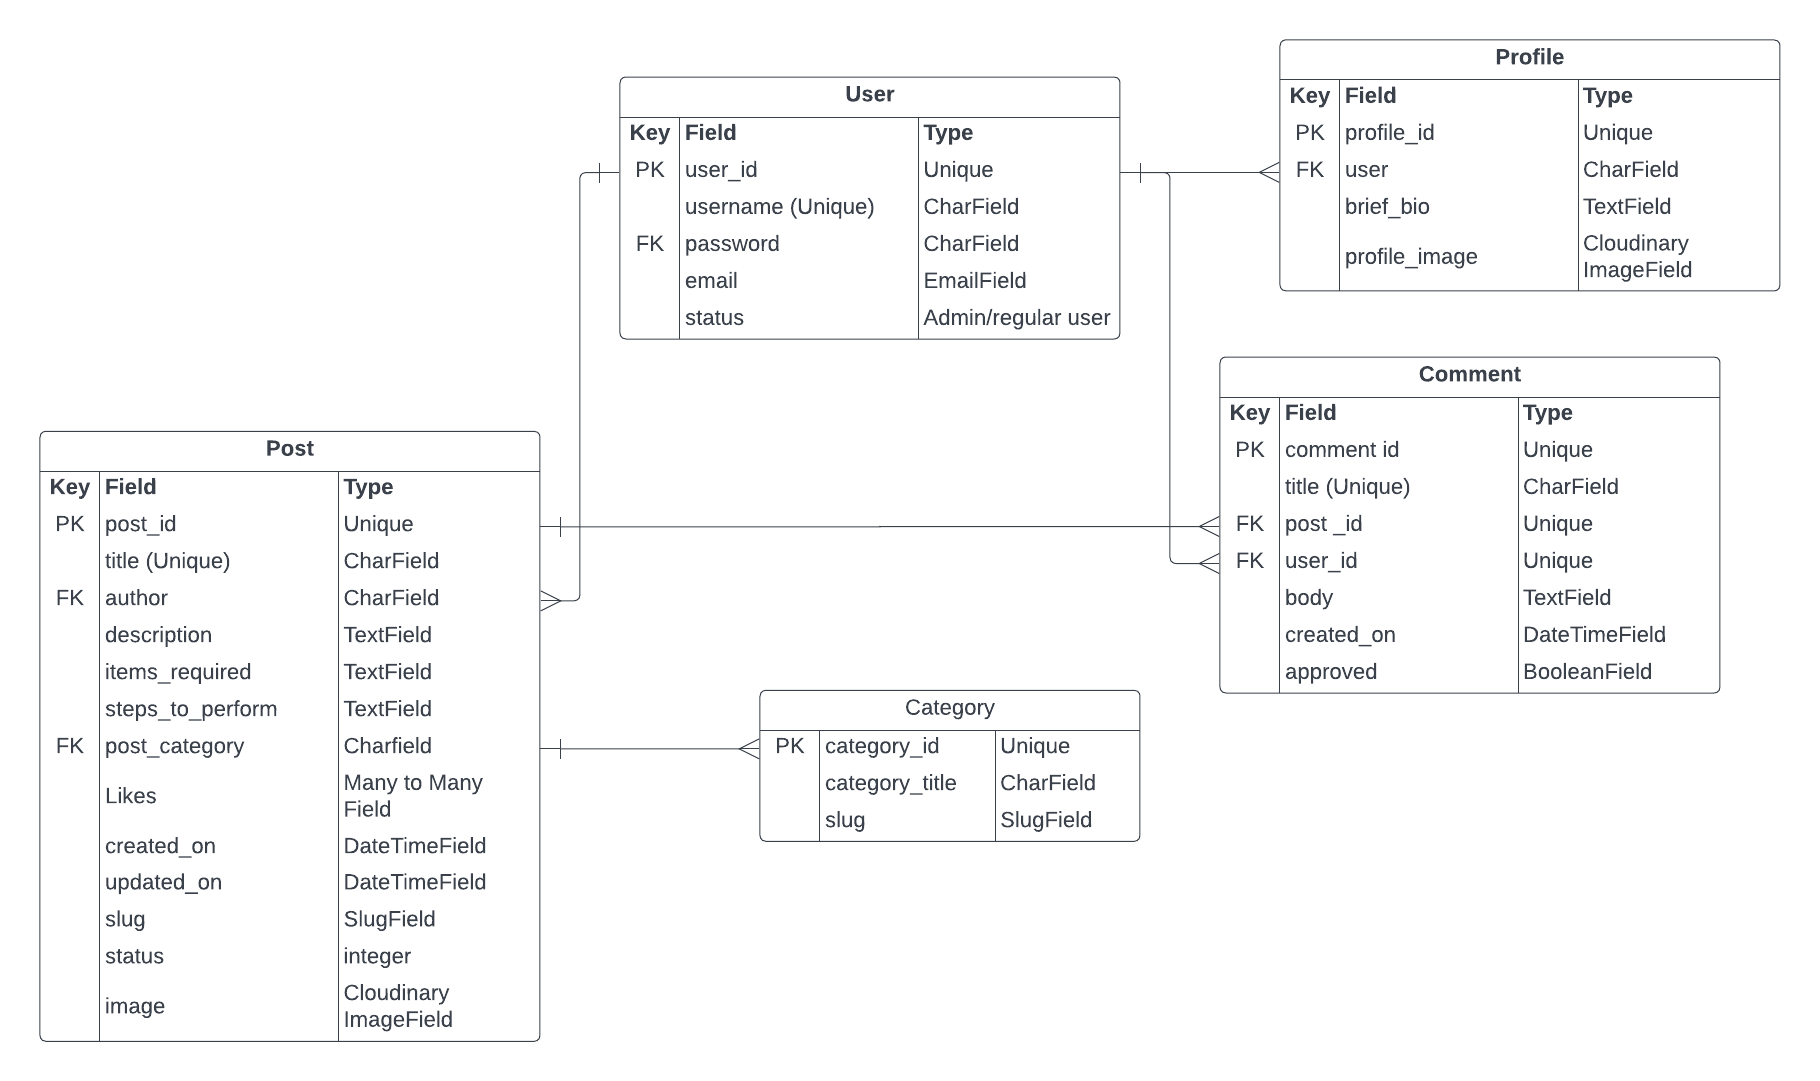 User
Key Field Type
PK user_id Unique
username (Unique) CharField
FK password CharField
email EmailField
status Admin/regular user
Profile
Key Field Type
PK profile_id Unique
FK user CharField
brief_bio TextField
profile_image Cloudinary
ImageField
Comment
Key Field Type
PK comment id Unique
title (Unique) CharField
FK post _id Unique
FK user_id Unique
body TextField
created_on DateTimeField
approved BooleanField
Post
Key Field Type
PK post_id Unique
title (Unique) CharField
FK author CharField
description TextField
items_required TextField
steps_to_perform TextField
FK post_category Charfield
Likes Many to Many
Field
created_on DateTimeField
updated_on DateTimeField
slug SlugField
status integer
image Cloudinary
ImageField
Category
PK category_id Unique
category_title CharField
slug SlugField